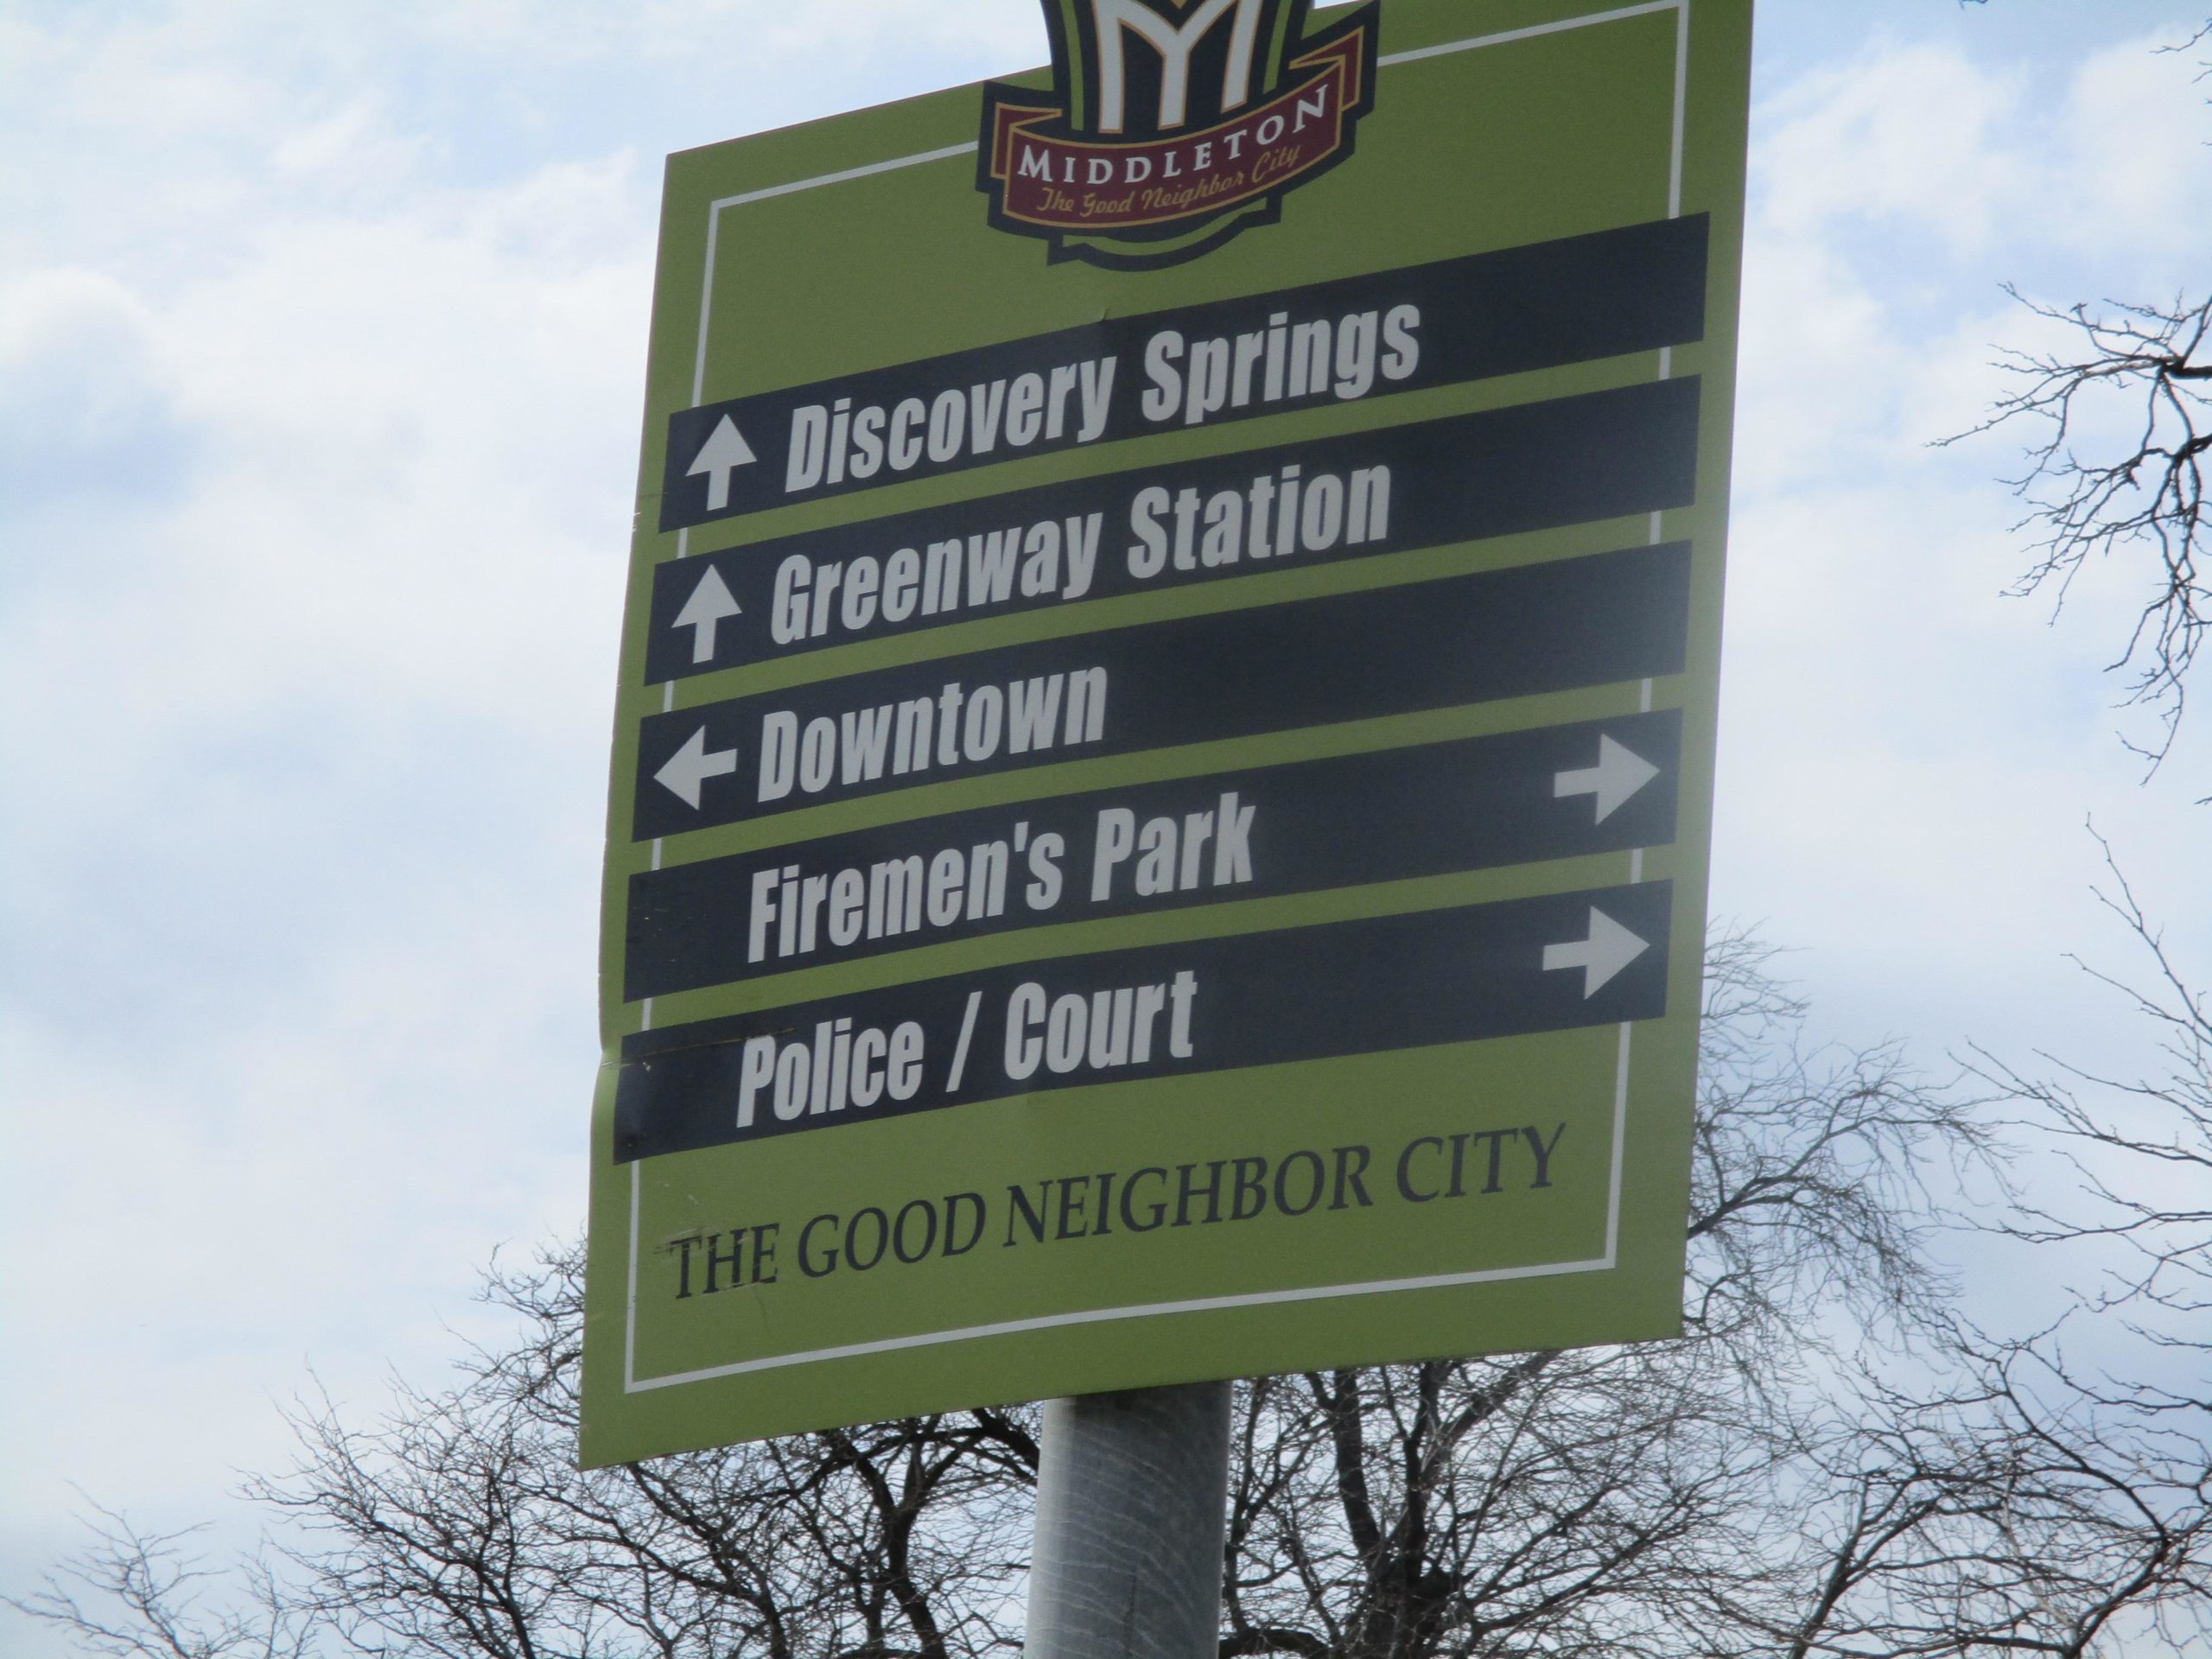 M
MIDDLETON
The Good Neighbor City
Discovery Springs
Greenway Station
Downtown
Firemen's Park
Police / Court
THE GOOD NEIGHBOR CITY